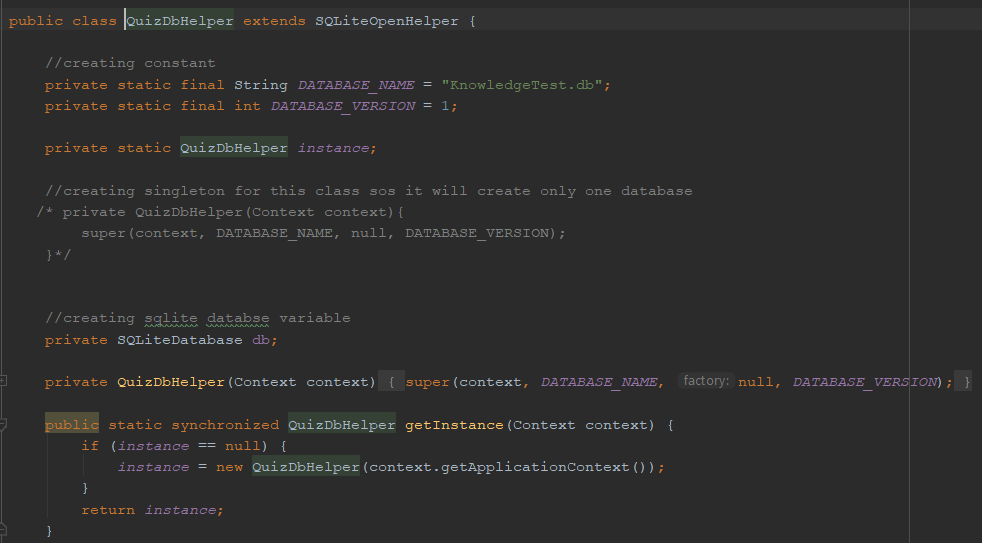 public class QuizDbHelper extends SQLiteOpenHelper {
//creating constant
private static final String DATABASE_NAME = "KnowledgeTest.db";
private static final int DATABASE_VERSION = 1;
private static QuizDbHelper instance;
//creating singleton for this class sos it will create only one database
/* private QuizDbHelper(Context context){
super(context, DATABASE_NAME, null, DATABASE_VERSION);
}*/
//creating sqlite databse variable
private SQLiteDatabase db;
private QuizDbHelper(Context context) { super(context, DATABASE_NAME, factory: null, DATABASE_VERSION); }
public static synchronized QuizDbHelper getInstance(Context context) {
if (instance == null) {
instance = new QuizDbHelper(context.getApplicationContext());
}
return instance;
}